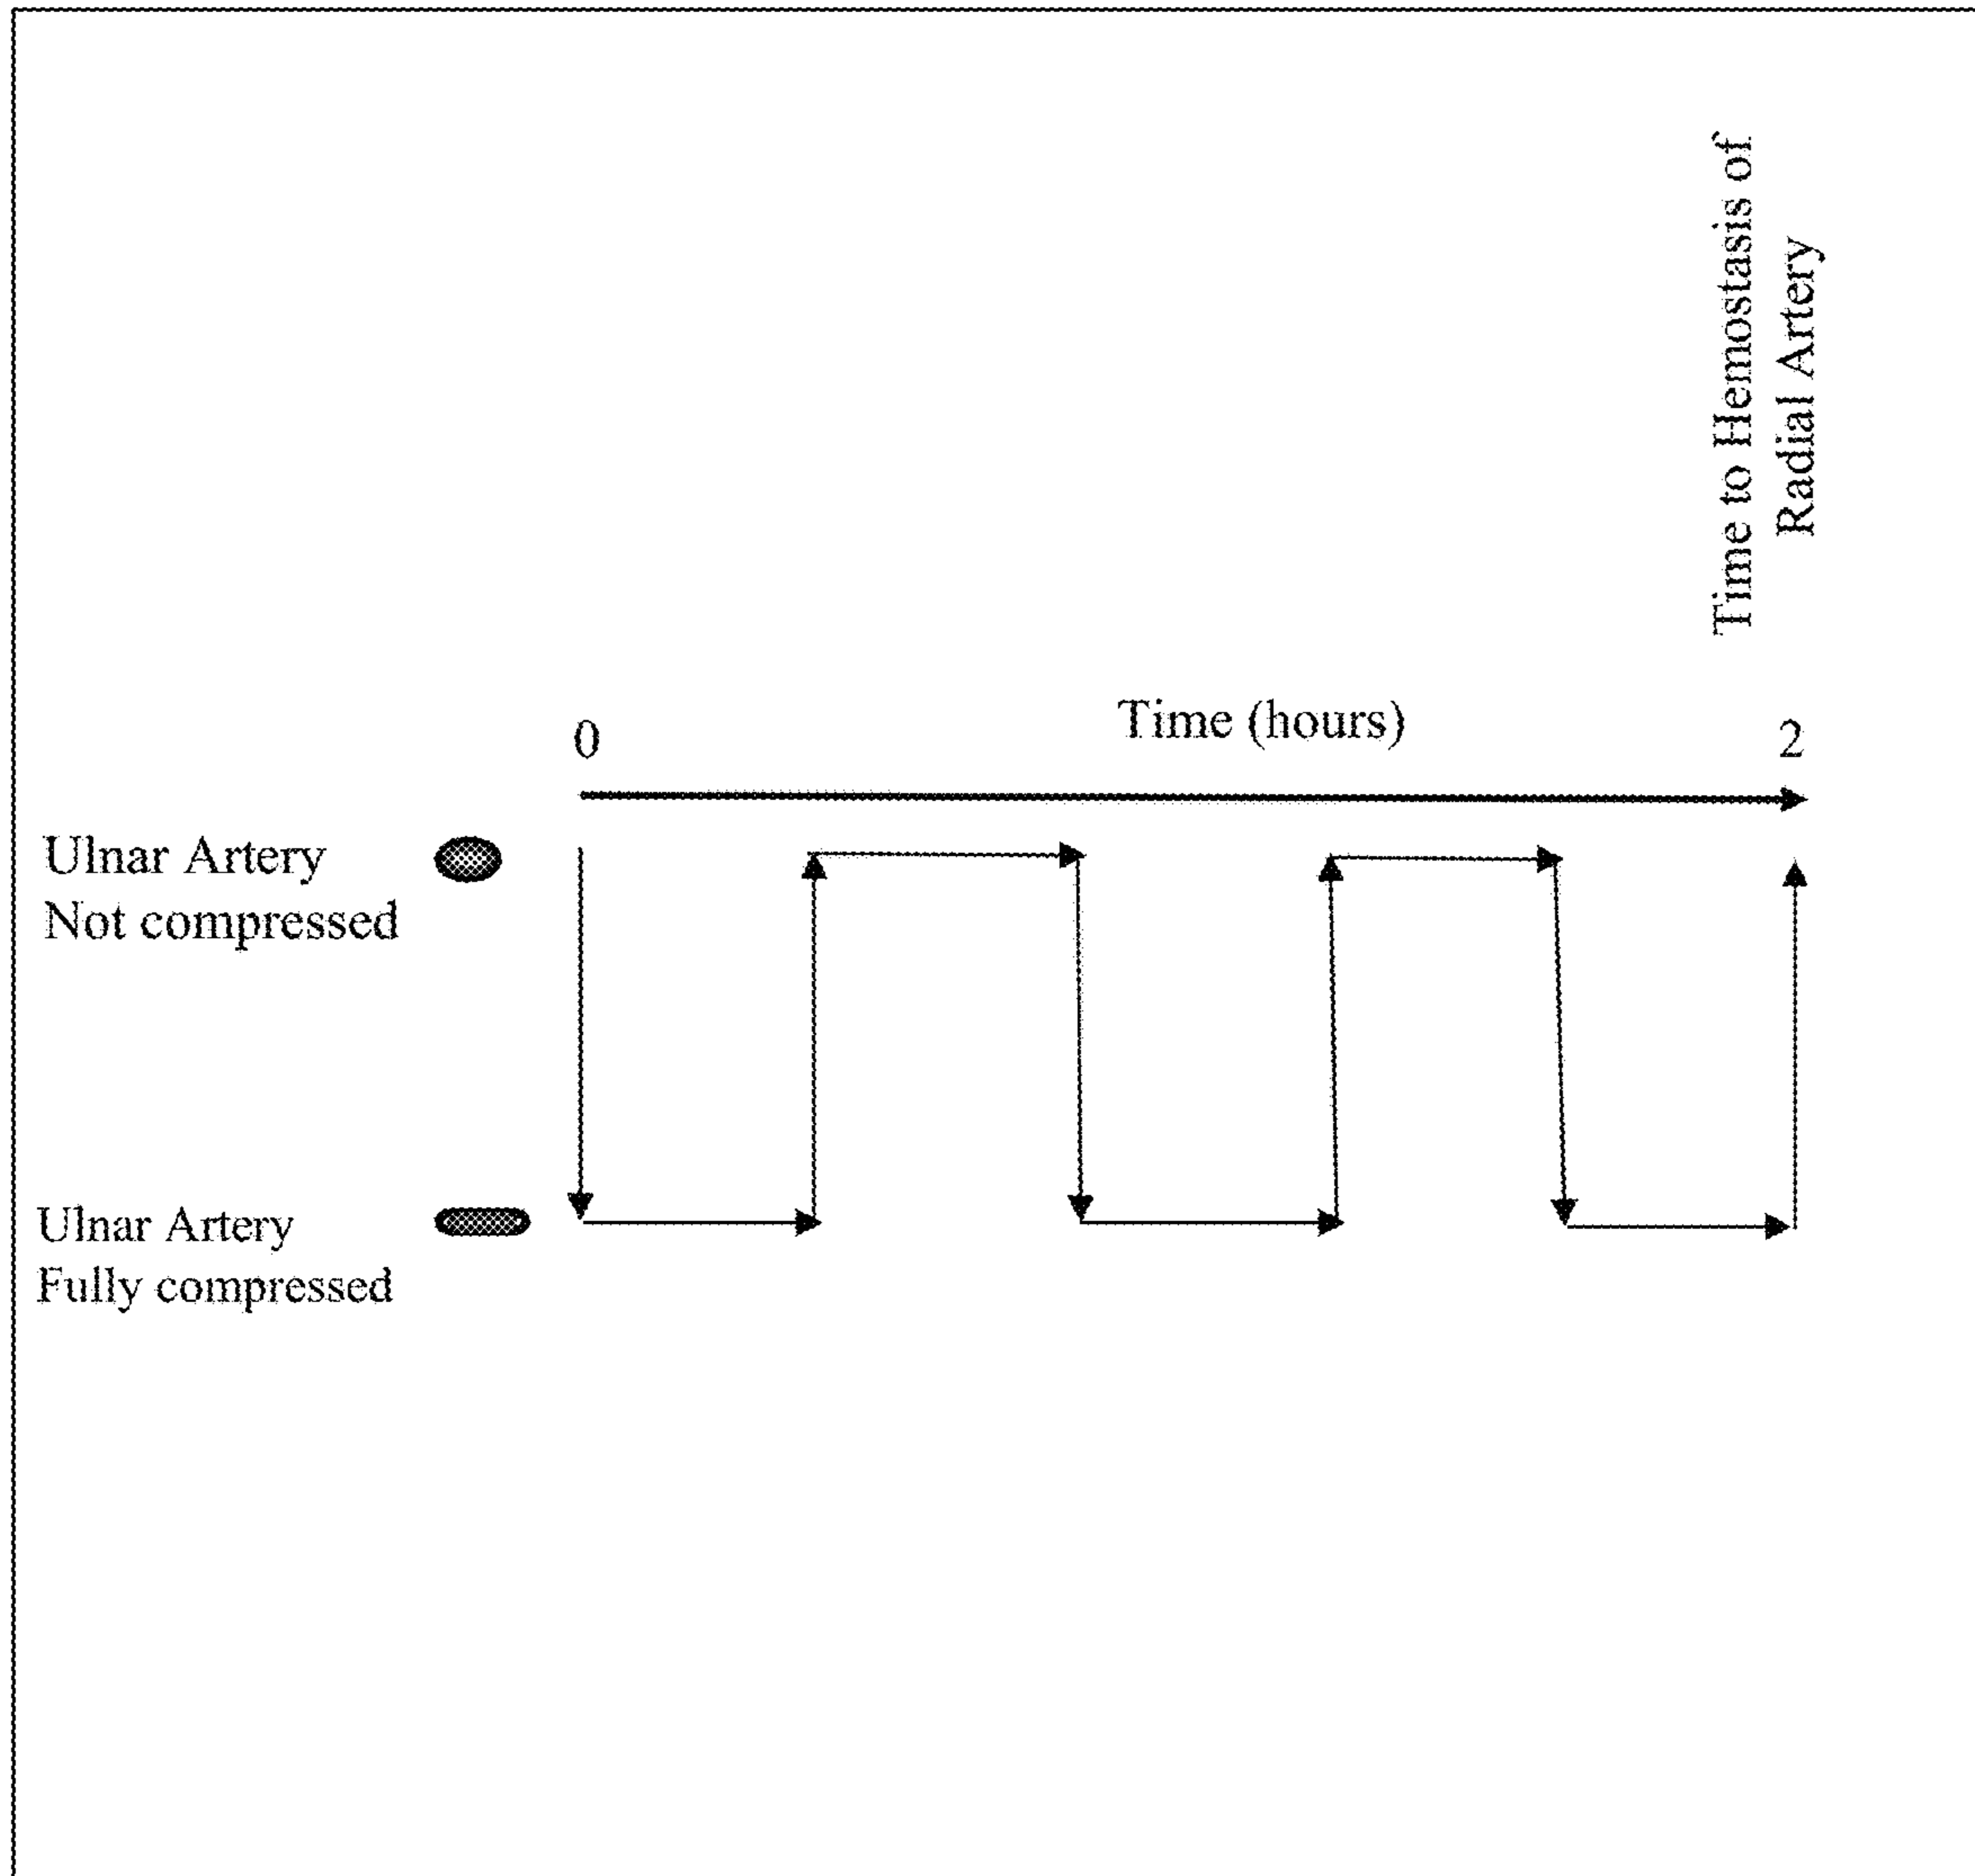 Time to Hemostasis of
Radial Artery
Time (hours)
0
2
Ulnar Artery
Not compressed
Ulnar Artery
Fully compressed